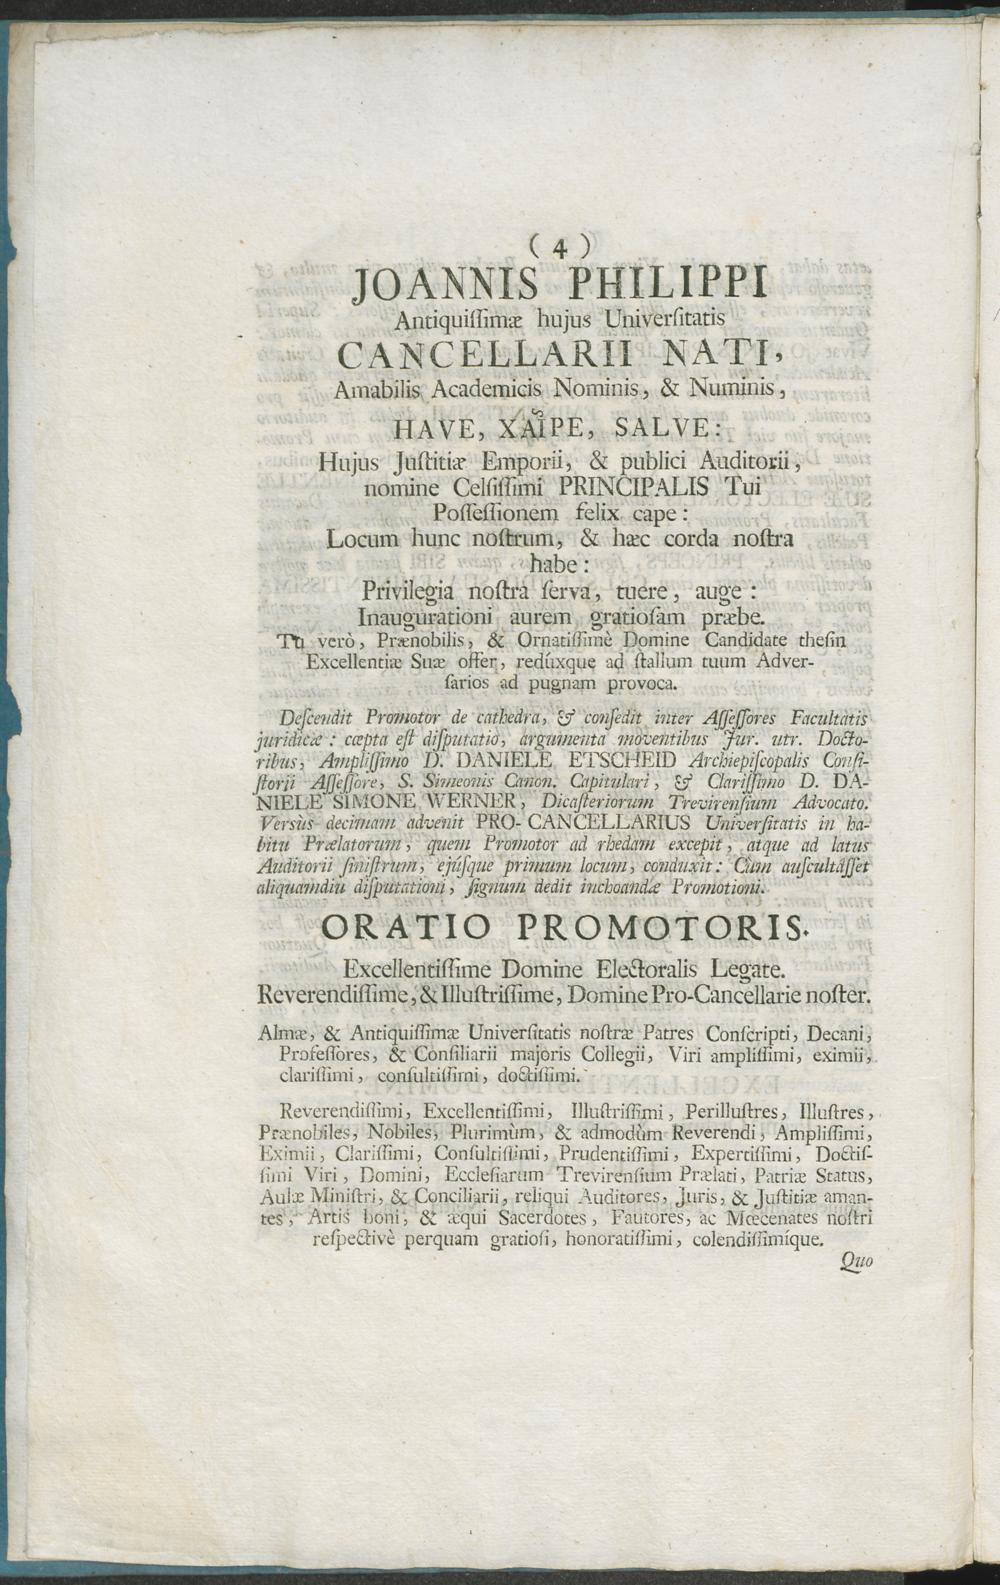 ( 4 )
JOANNIS PHILIPPI
Antiquiſſimæ hujus Univerſitatis
CANCELLARII NATI,
Amabilis Academicis Nominis, & Numinis,
HAVE, ΧΑῖΡΕ, SALVE:
Hujus Juſtitiæ Emporii, & publici Auditorii,
nomine Celſiſſimi PRINCIPALIS Tui
Poſſeſſionem felix cape:
Locum hunc noſtrum, & hæc corda noſtra
habe:
Privilegia noſtra ſerva, tuere, auge:
Inaugurationi aurem gratioſam præbe.
Tu verò, Prænobilis, & Ornatiſſimè Domine Candidate theſin
Excellentiæ Suæ offer, redúxque ad ſtallum tuum Adver-
ſarios ad pugnam provoca.
Deſcendit Promotor de cathedra, & conſedit inter Aſſeſſores Facultatis
juridicæ: cœpta eſt diſputatio, argumenta moventibus Jur. utr. Docto-
ribus, Ampliſſimo D. DANIELE ETSCHEID Archiepiſcopalis Conſi-
ſtorii Aſſeſſore, S. Simeonis Canon. Capitulari, & Clariſſimo D. DA-
NIELE SIMONE WERNER, Dicaſteriorum Trevirenſium Advocato.
Versùs decimam advenit PRO-CANCELLARIUS Univerſitatis in ha-
bitu Prælatorum, quem Promotor ad rhedam excepit, atque ad latus
Auditorii ſiniſtrum, ejúſque primum locum, conduxit: Cùm auſcultâſſet
aliquamdiu diſputationi, ſignum dedit inchoandæ Promotioni.
ORATIO PROMOTORIS.
Excellentiſſime Domine Electoralis Legate.
Reverendiſſime, & Illuſtriſſime, Domine Pro-Cancellarie noſter.
Almæ, & Antiquiſſimæ Univerſitatis noſtræ Patres Conſcripti, Decani,
Profeſſores, & Conſiliarii majoris Collegii, Viri ampliſſimi, eximii,
clariſſimi, conſultiſſimi, doctiſſimi.
Reverendiſſimi, Excellentiſſimi, Illuſtriſſimi, Perilluſtres, Illuſtres,
Prænobiles, Nobiles, Plurimùm, & admodùm Reverendi, Ampliſſimi,
Eximii, Clariſſimi, Conſultiſſimi, Prudentiſſimi, Expertiſſimi, Doctiſ-
ſimi Viri, Domini, Eccleſiarum Trevirenſium Prælati, Patriæ Status,
Aulæ Miniſtri, & Conciliarii, reliqui Auditores, Juris, & Juſtitiæ aman-
tes, Artis boni, & æqui Sacerdotes, Fautores, ac Mœcenates noſtri
reſpectivè perquam gratioſi, honoratiſſimi, colendiſſimíque.
Quo